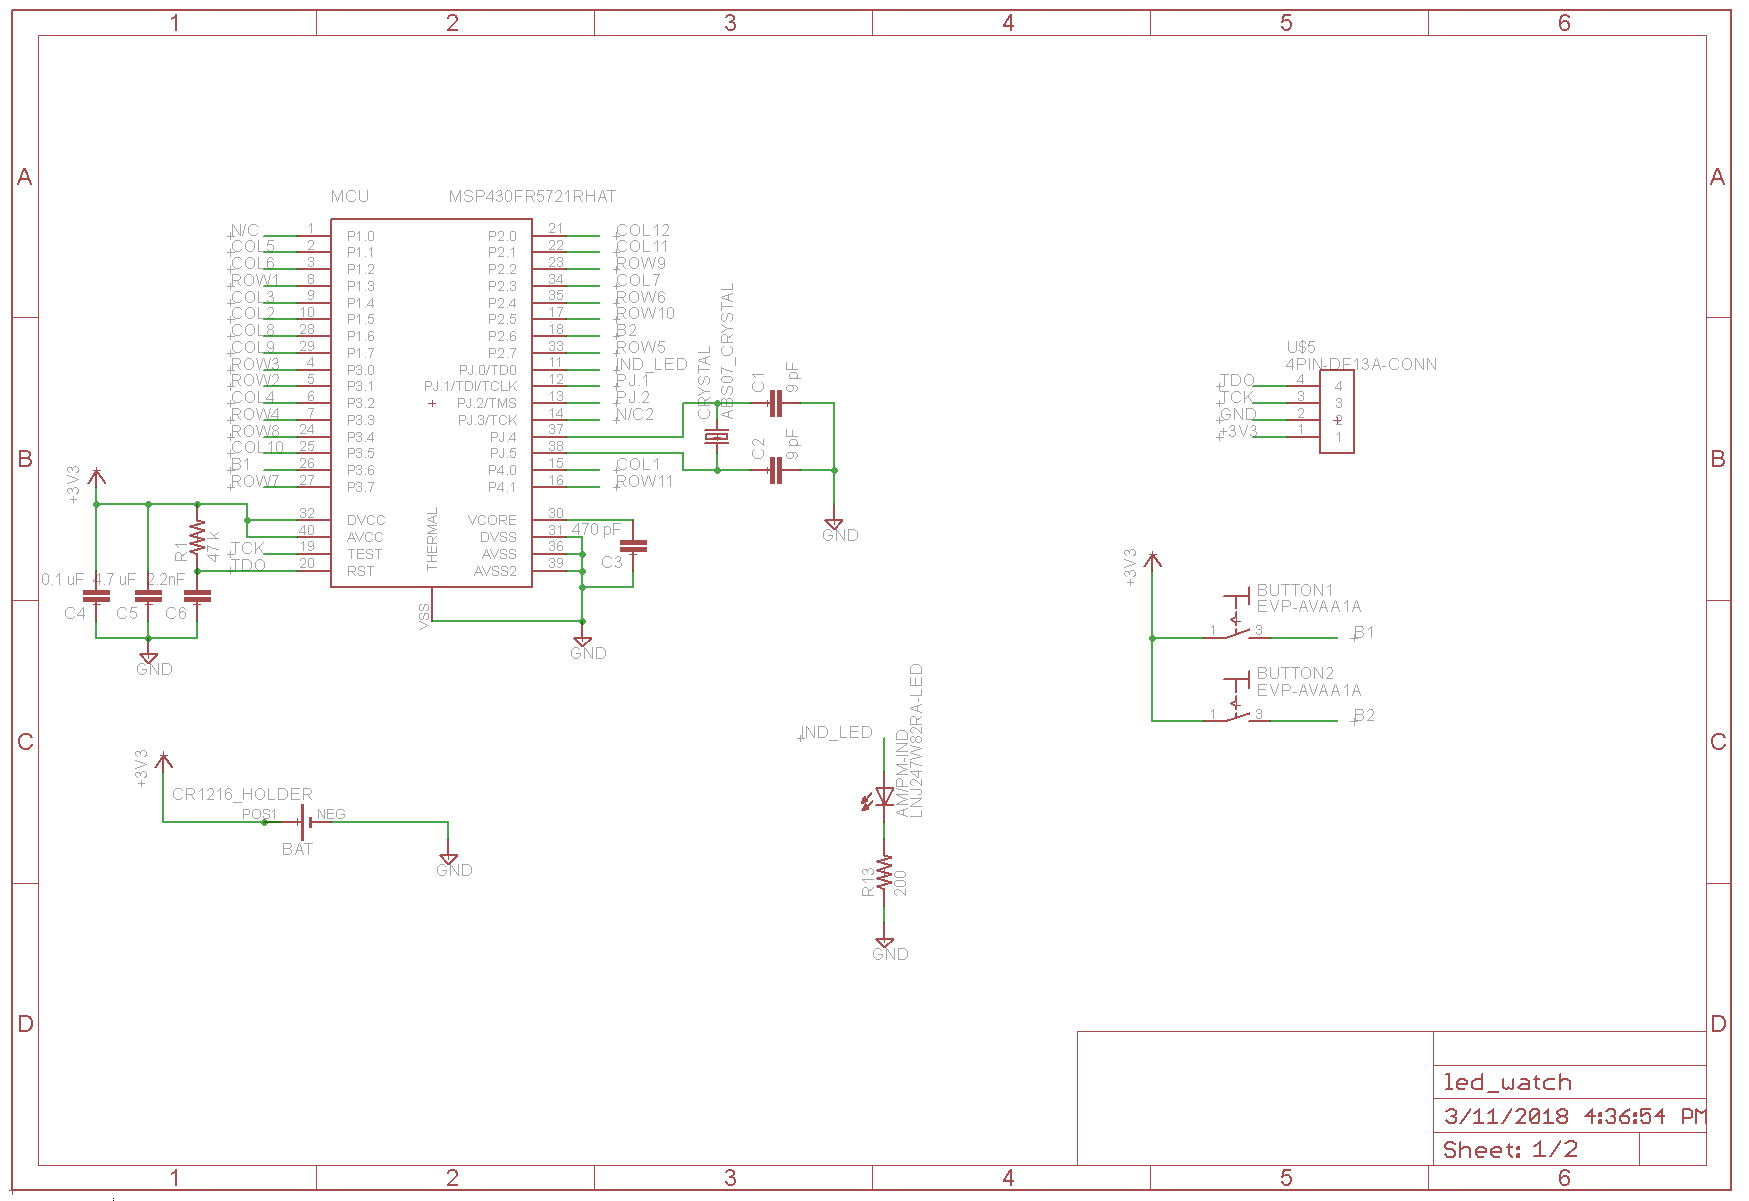 1 2 3 4 5 6
A A
MCU MSP430FR5721RHAT
N/C 1 P1.0 P2.0 21 COL12
COL5 2 P1.1 P2.1 22 COL11
COL6 3 P1.2 P2.2 23 ROW9
ROW1 8 P1.3 P2.3 34 COL7
COL3 9 P1.4 P2.4 35 ROW6
COL2 10 P1.5 P2.5 17 ROW10
COL8 28 P1.6 P2.6 18 B2
COL9 29 P1.7 P2.7 33 ROW5
ROW3 4 P3.0 PJ.0/TDO 11 IND_LED
ROW2 5 P3.1 PJ.1/TDI/TCLK 12 PJ.1
COL4 6 P3.2 PJ.2/TMS 13 PJ.2
ROW4 7 P3.3 PJ.3/TCK 14 N/C2
ROW8 24 P3.4 PJ.4 37
COL10 25 P3.5 PJ.5 38
B1 26 P3.6 P4.0 15 COL1
ROW7 27 P3.7 P4.1 16 ROW11
32 DVCC VCORE 30
40 AVCC DVSS 31
TCK 19 TEST AVSS 36
TDO 20 RST AVSS2 39
THERMAL
VSS
CRYSTAL
ABS07_CRYSTAL
C1 9 pF
C2 9 pF
GND
470 pF
C3
GND
+3V3
R1 47K
0.1 uF 4.7 uF 2.2nF
C4 C5 C6
GND
U$5
4PIN-DF13A-CONN
TDO 4 4
TCK 3 3
GND 2 2
+3V3 1 1
B B
+3V3
BUTTON1
EVP-AVAA1A
1 3 B1
BUTTON2
EVP-AVAA1A
1 3 B2
C C
+3V3
CR1216_HOLDER
POS1 NEG
BAT
GND
IND_LED
AM/PM-IND
LNJ247W82RA-LED
R13 200
GND
D D
led_watch
3/11/2018 4:36:54 PM
Sheet: 1/2
1 2 3 4 5 6